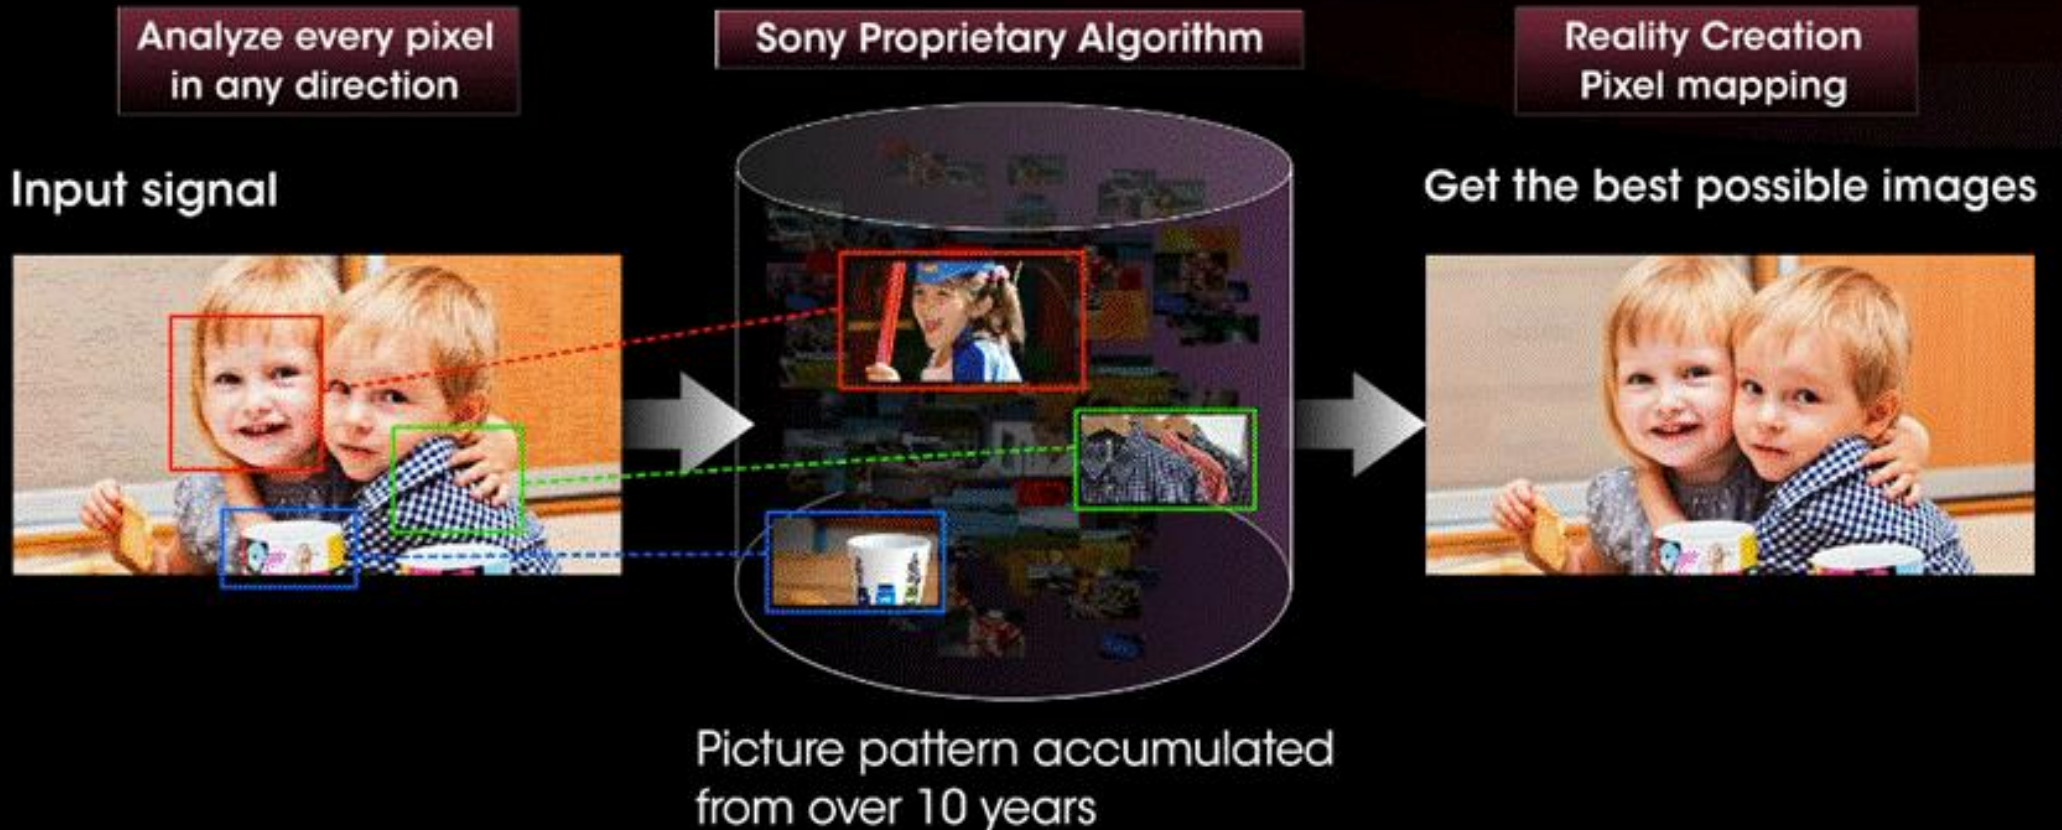 Analyze every pixel
in any direction
Sony Proprietary Algorithm
Reality Creation
Pixel mapping
Input signal
Get the best possible images
Picture pattern accumulated
from over 10 years